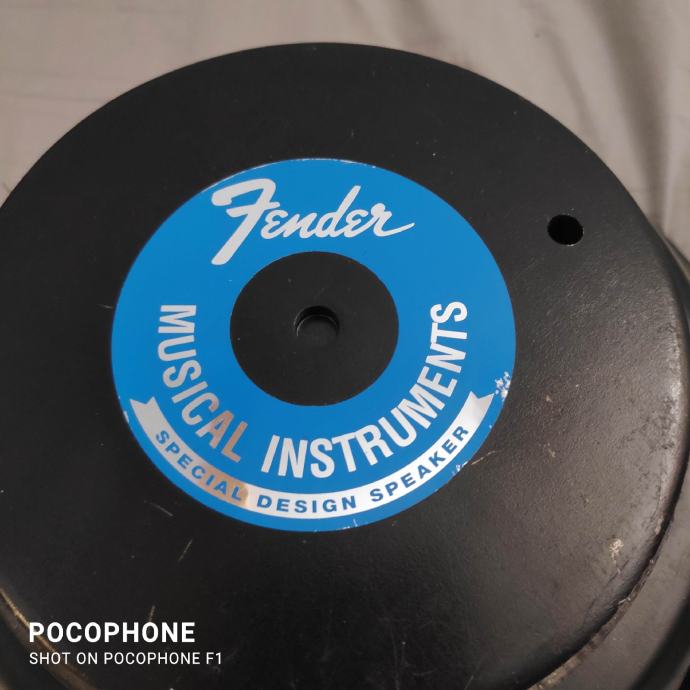 Fender
MUSICAL INSTRUMENTS
SPECIAL DESIGN SPEAKER
POCOPHONE
SHOT ON POCOPHONE F1